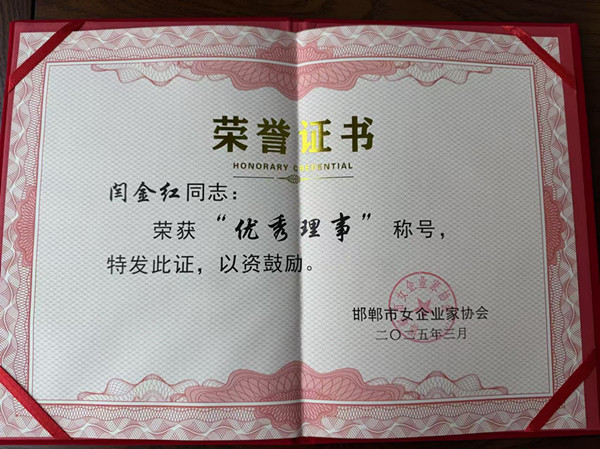 荣誉证书
HONORARY CREDENTIAL
闫金红同志：
荣获“优秀理事”称号，
特发此证，以资鼓励。
邯郸市女企业家协会
二〇二五年三月